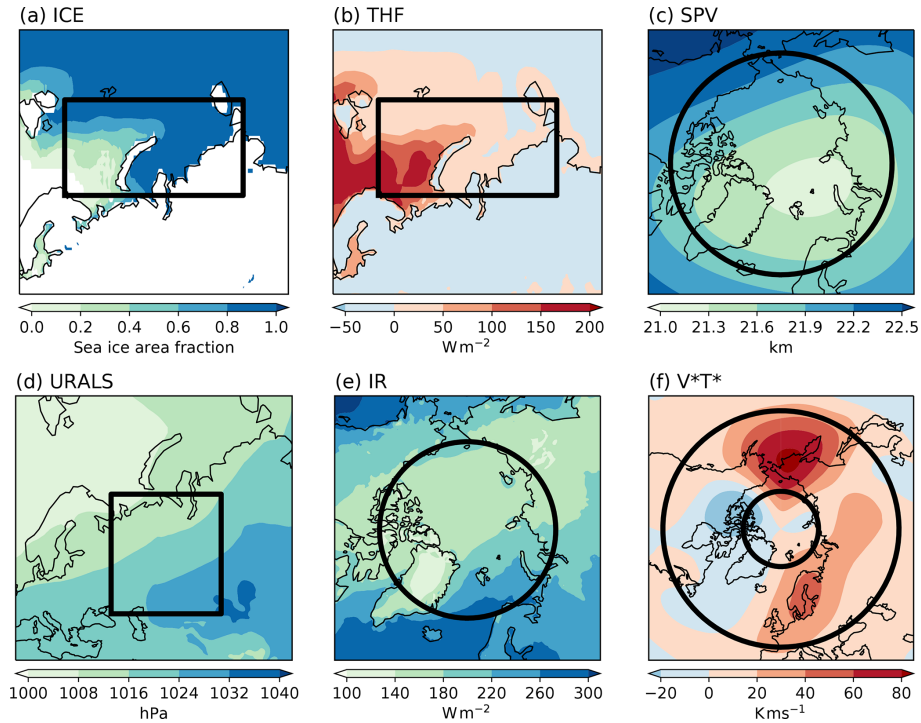 (a) ICE
(b) THF
(c) SPV
0.0 0.2 0.4 0.6 0.8 1.0
Sea ice area fraction
−50 0 50 100 150 200
Wm⁻²
21.0 21.3 21.6 21.9 22.2 22.5
km
(d) URALS
(e) IR
(f) V*T*
1000 1008 1016 1024 1032 1040
hPa
100 140 180 220 260 300
Wm⁻²
−20 0 20 40 60 80
Kms⁻¹